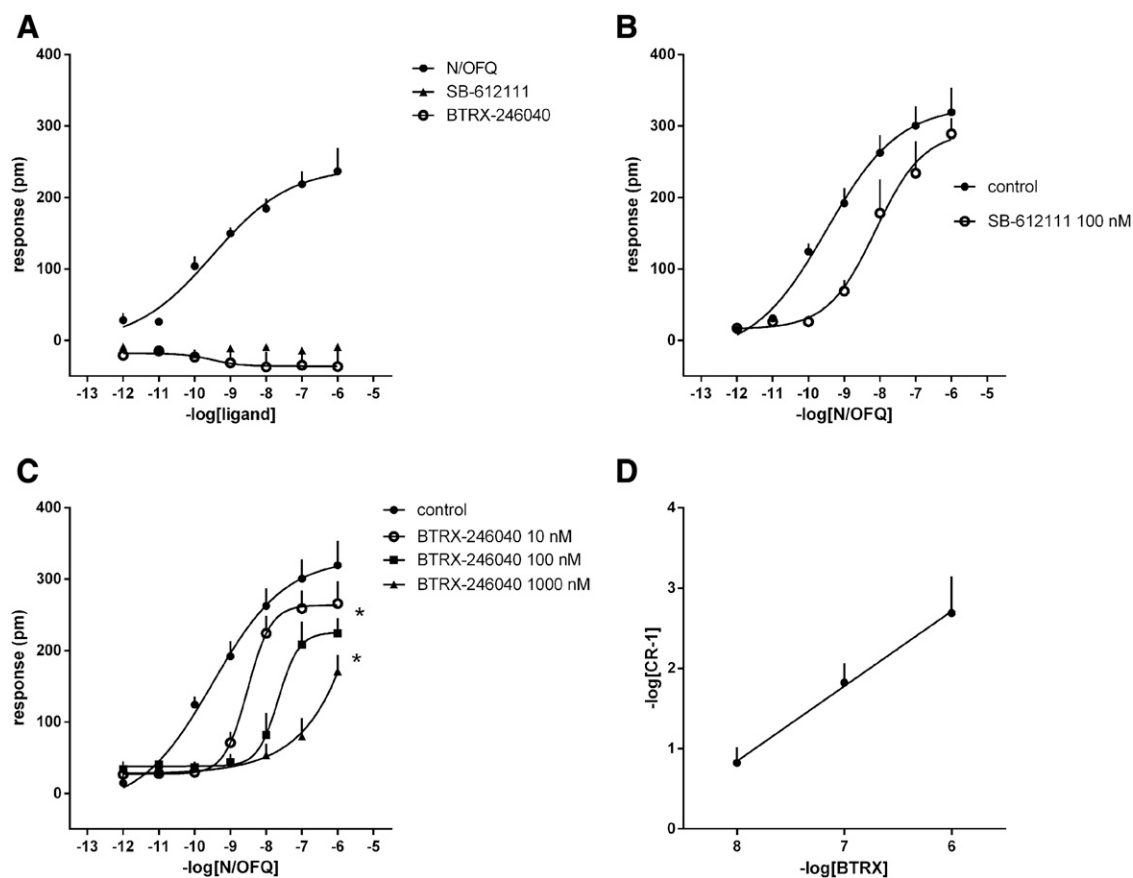 A
400
300
200
100
0
response (pm)
-13 -12 -11 -10 -9 -8 -7 -6 -5
-log[ligand]
N/OFQ
SB-612111
BTRX-246040
B
400
300
200
100
0
response (pm)
-13 -12 -11 -10 -9 -8 -7 -6 -5
-log[N/OFQ]
control
SB-612111 100 nM
C
400
300
200
100
0
response (pm)
-13 -12 -11 -10 -9 -8 -7 -6 -5
-log[N/OFQ]
control
BTRX-246040 10 nM
BTRX-246040 100 nM
BTRX-246040 1000 nM
*
*
D
4
3
2
1
0
-log[CR-1]
8 7 6
-log[BTRX]